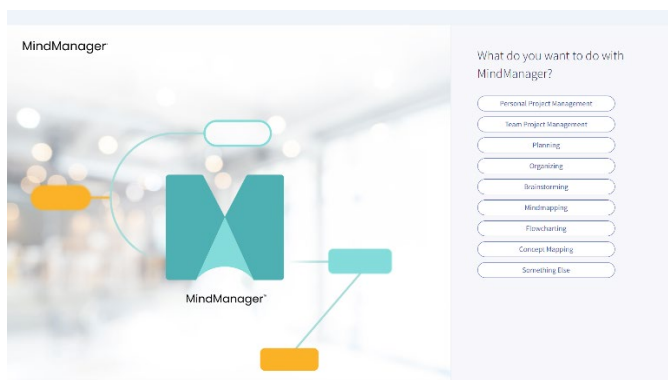 MindManager
MindManager™
What do you want to do with
MindManager?
Personal Project Management
Team Project Management
Planning
Organizing
Brainstorming
Mindmapping
Flowcharting
Concept Mapping
Something Else